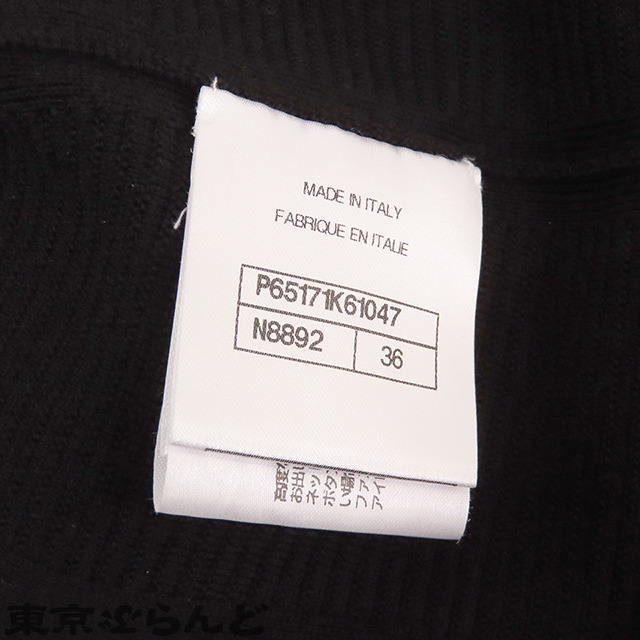 MADE IN ITALY
FABRIQUE EN ITALIE
P65171K61047
N8892 36
東京ぶらんど